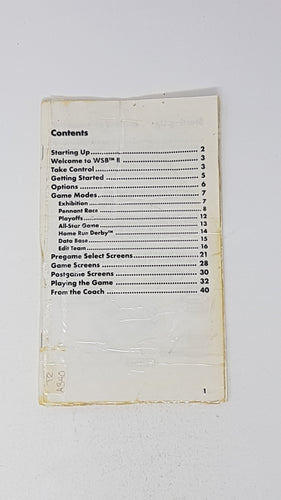 Contents
Starting Up 2
Welcome to WSB™ II 3
Take Control 3
Getting Started 5
Options 6
Game Modes 7
Exhibition 7
Pennant Race 8
Playoffs 12
All-Star Game 13
Home Run Derby™ 14
Data Base 15
Edit Team 16
Pregame Select Screens 21
Game Screens 28
Postgame Screens 30
Playing the Game 32
From the Coach 40
1